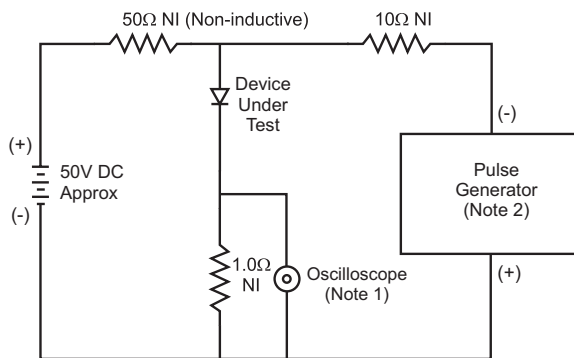 50Ω NI (Non-inductive)
10Ω NI
Device
Under
Test
(-)
(+)
50V DC
Approx
(-)
Pulse
Generator
(Note 2)
1.0Ω
NI
Oscilloscope
(Note 1)
(+)